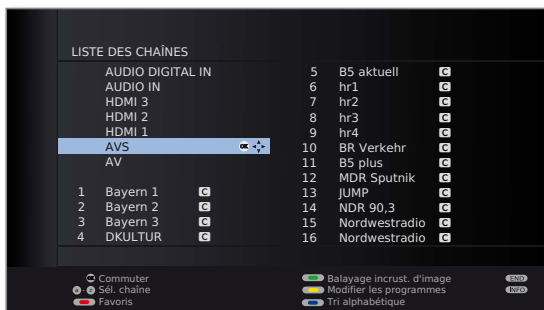 LISTE DES CHAÎNES
AUDIO DIGITAL IN
AUDIO IN
HDMI 3
HDMI 2
HDMI 1
AVS OK
AV
1 Bayern 1 C
2 Bayern 2 C
3 Bayern 3 C
4 DKULTUR C
5 B5 aktuell C
6 hr1 C
7 hr2 C
8 hr3 C
9 hr4 C
10 BR Verkehr C
11 B5 plus C
12 MDR Sputnik C
13 JUMP C
14 NDR 90,3 C
15 Nordwestradio C
16 Nordwestradio C
OK Commuter
Sél. chaîne
Favoris
Balayage incrust. d'image
Modifier les programmes
Tri alphabétique
END
INFO